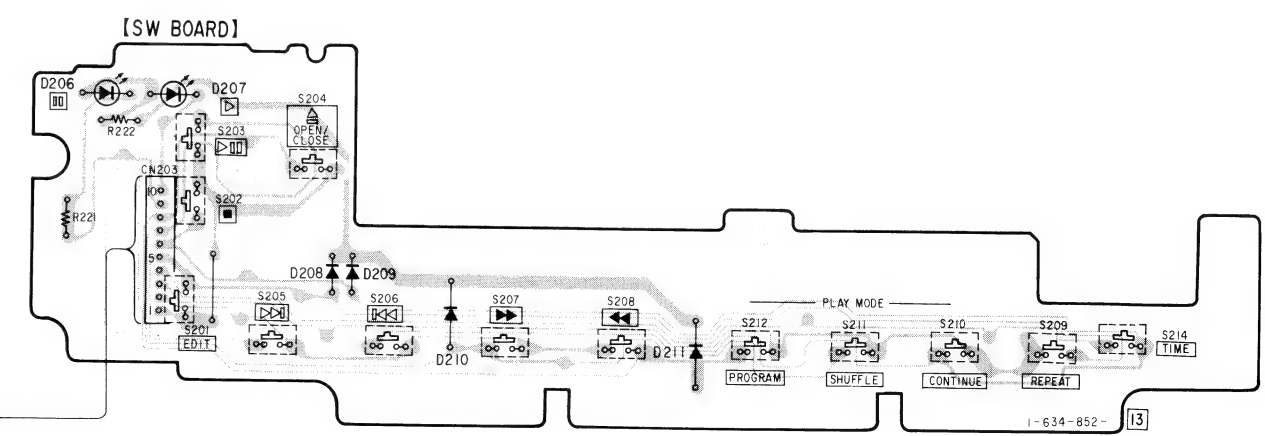 [SW BOARD]
D206
D207
S204
OPEN/
CLOSE
R222
S203
CN203
10
S202
R221
5
D208
D209
1
S201
EDIT
S205
S206
D210
S207
S208
D211
PLAY MODE
S212
S211
S210
S209
S214
TIME
PROGRAM
SHUFFLE
CONTINUE
REPEAT
1-634-852-
13